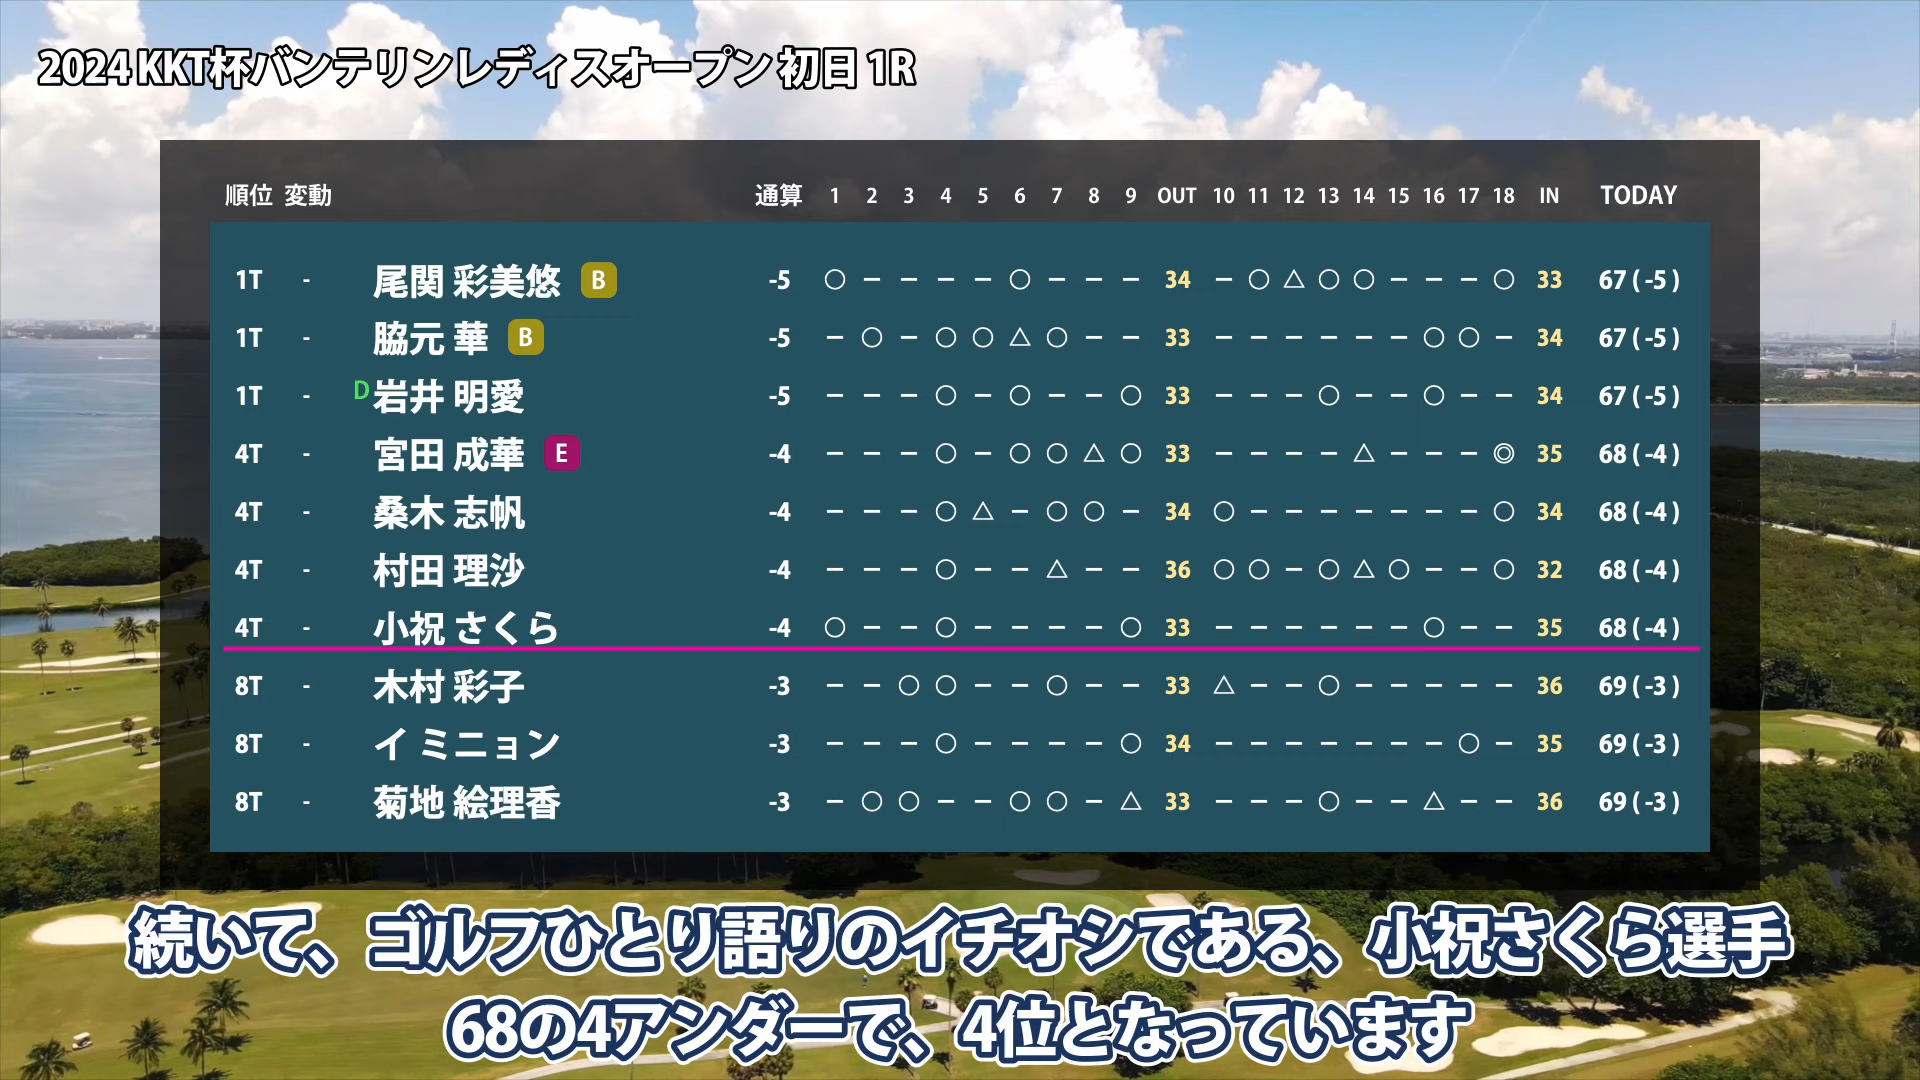 2024 KKT杯バンテリンレディスオープン 初日 1R
順位 変動 通算 1 2 3 4 5 6 7 8 9 OUT 10 11 12 13 14 15 16 17 18 IN TODAY
1T - 尾関 彩美悠 B -5 ○ − − − − ○ − − − 34 − ○ △ ○ ○ − − − ○ 33 67 ( -5 )
1T - 脇元 華 B -5 − ○ − ○ ○ △ ○ − − 33 − − − − − − ○ ○ − 34 67 ( -5 )
1T - D 岩井 明愛 -5 − − − ○ − ○ − − ○ 33 − − − ○ − − ○ − − 34 67 ( -5 )
4T - 宮田 成華 E -4 − − − ○ − ○ ○ △ ○ 33 − − − − △ − − − ◎ 35 68 ( -4 )
4T - 桑木 志帆 -4 − − − ○ △ − ○ ○ − 34 ○ − − − − − − − ○ 34 68 ( -4 )
4T - 村田 理沙 -4 − − − ○ − − △ − − 36 ○ ○ − ○ △ ○ − − ○ 32 68 ( -4 )
4T - 小祝 さくら -4 ○ − − ○ − − − − ○ 33 − − − − − − ○ − − 35 68 ( -4 )
8T - 木村 彩子 -3 − − ○ ○ − − ○ − − 33 △ − − ○ − − − − − 36 69 ( -3 )
8T - イ ミニョン -3 − − − ○ − − − − ○ 34 − − − − − − − ○ − 35 69 ( -3 )
8T - 菊地 絵理香 -3 − ○ ○ − − ○ ○ − △ 33 − − − ○ − − △ − − 36 69 ( -3 )
続いて、ゴルフひとり語りのイチオシである、小祝さくら選手
68の4アンダーで、4位となっています